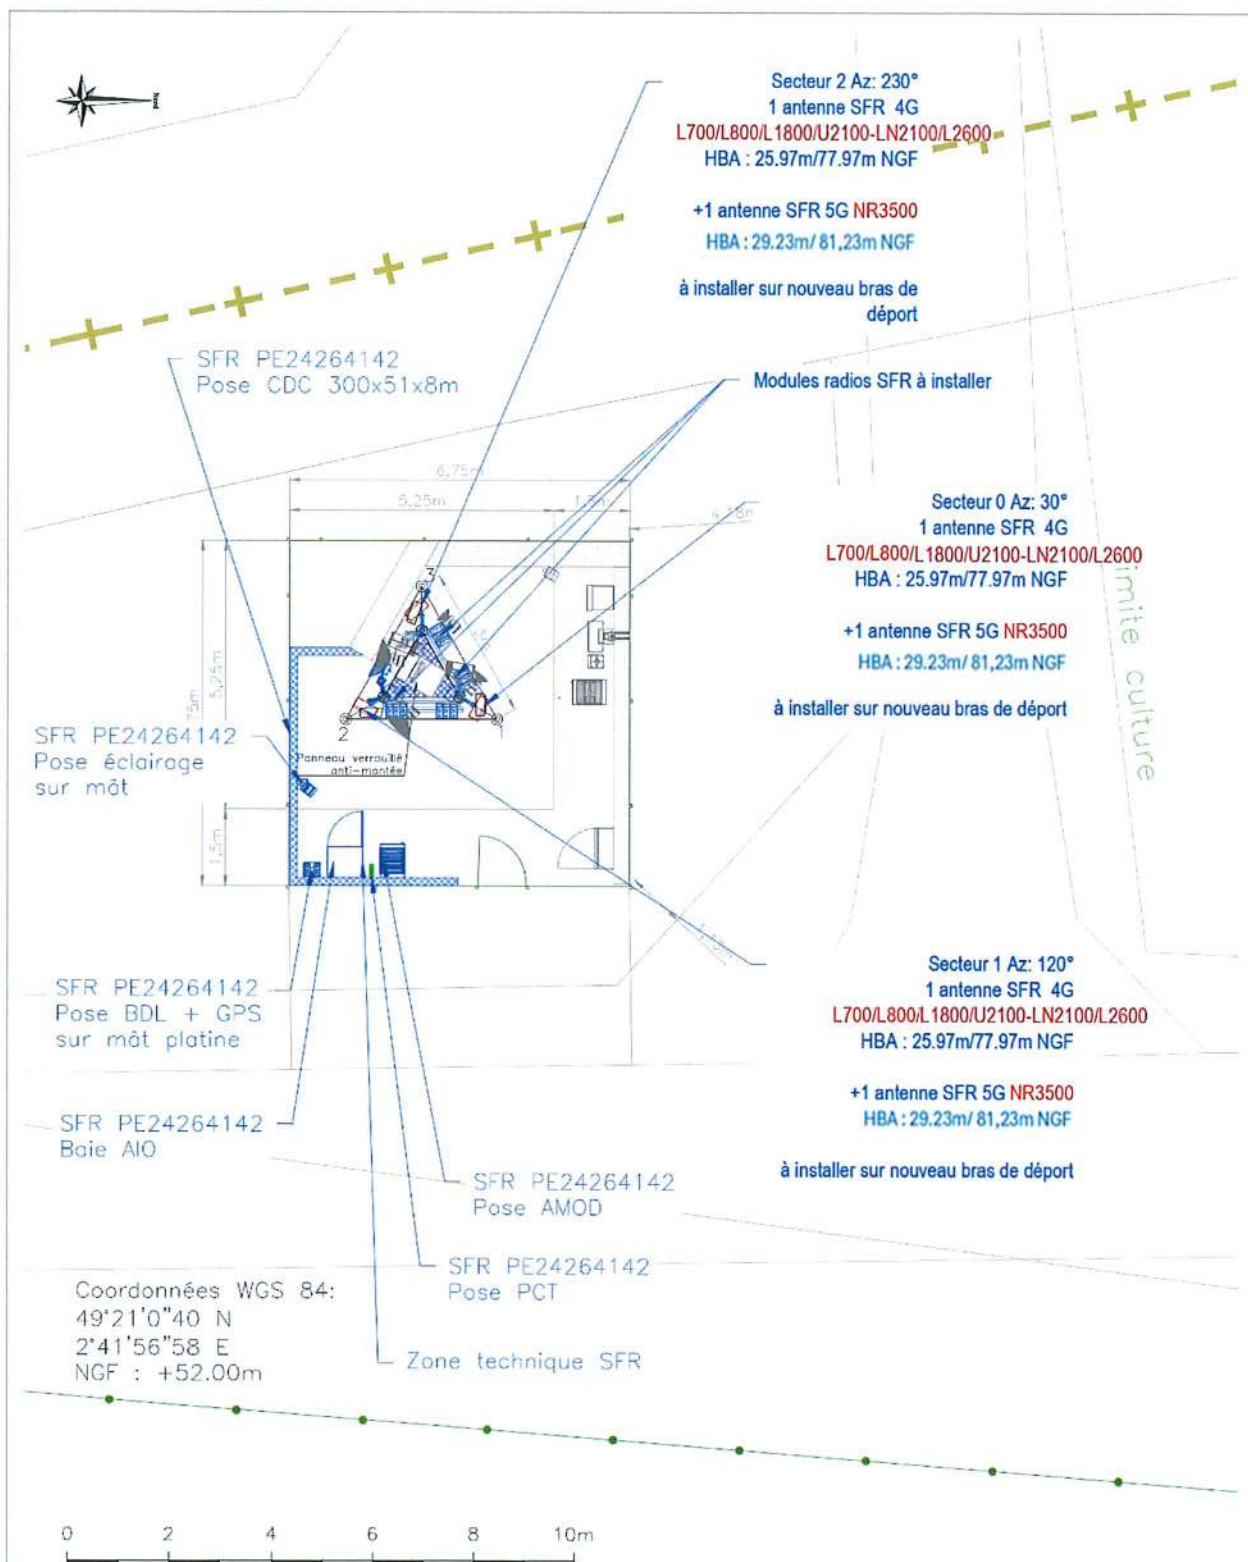 Nord
Secteur 2 Az: 230°
1 antenne SFR 4G
L700/L800/L1800/U2100-LN2100/L2600
HBA : 25.97m/77.97m NGF
+1 antenne SFR 5G NR3500
HBA : 29.23m/ 81,23m NGF
à installer sur nouveau bras de
déport
SFR PE24264142
Pose CDC 300x51x8m
Modules radios SFR à installer
6,75m
5,25m
1,5m
4,18m
Secteur 0 Az: 30°
1 antenne SFR 4G
L700/L800/L1800/U2100-LN2100/L2600
HBA : 25.97m/77.97m NGF
+1 antenne SFR 5G NR3500
HBA : 29.23m/ 81,23m NGF
à installer sur nouveau bras de déport
imite culture
3
2
1
5,25m
75m
1,5m
SFR PE24264142
Pose éclairage
sur mât
Panneau verrouillé
anti-montée
SFR PE24264142
Pose BDL + GPS
sur mât platine
Secteur 1 Az: 120°
1 antenne SFR 4G
L700/L800/L1800/U2100-LN2100/L2600
HBA : 25.97m/77.97m NGF
+1 antenne SFR 5G NR3500
HBA : 29.23m/ 81,23m NGF
à installer sur nouveau bras de déport
SFR PE24264142
Baie AIO
SFR PE24264142
Pose AMOD
SFR PE24264142
Pose PCT
Zone technique SFR
Coordonnées WGS 84:
49°21'0"40 N
2°41'56"58 E
NGF : +52.00m
0 2 4 6 8 10m